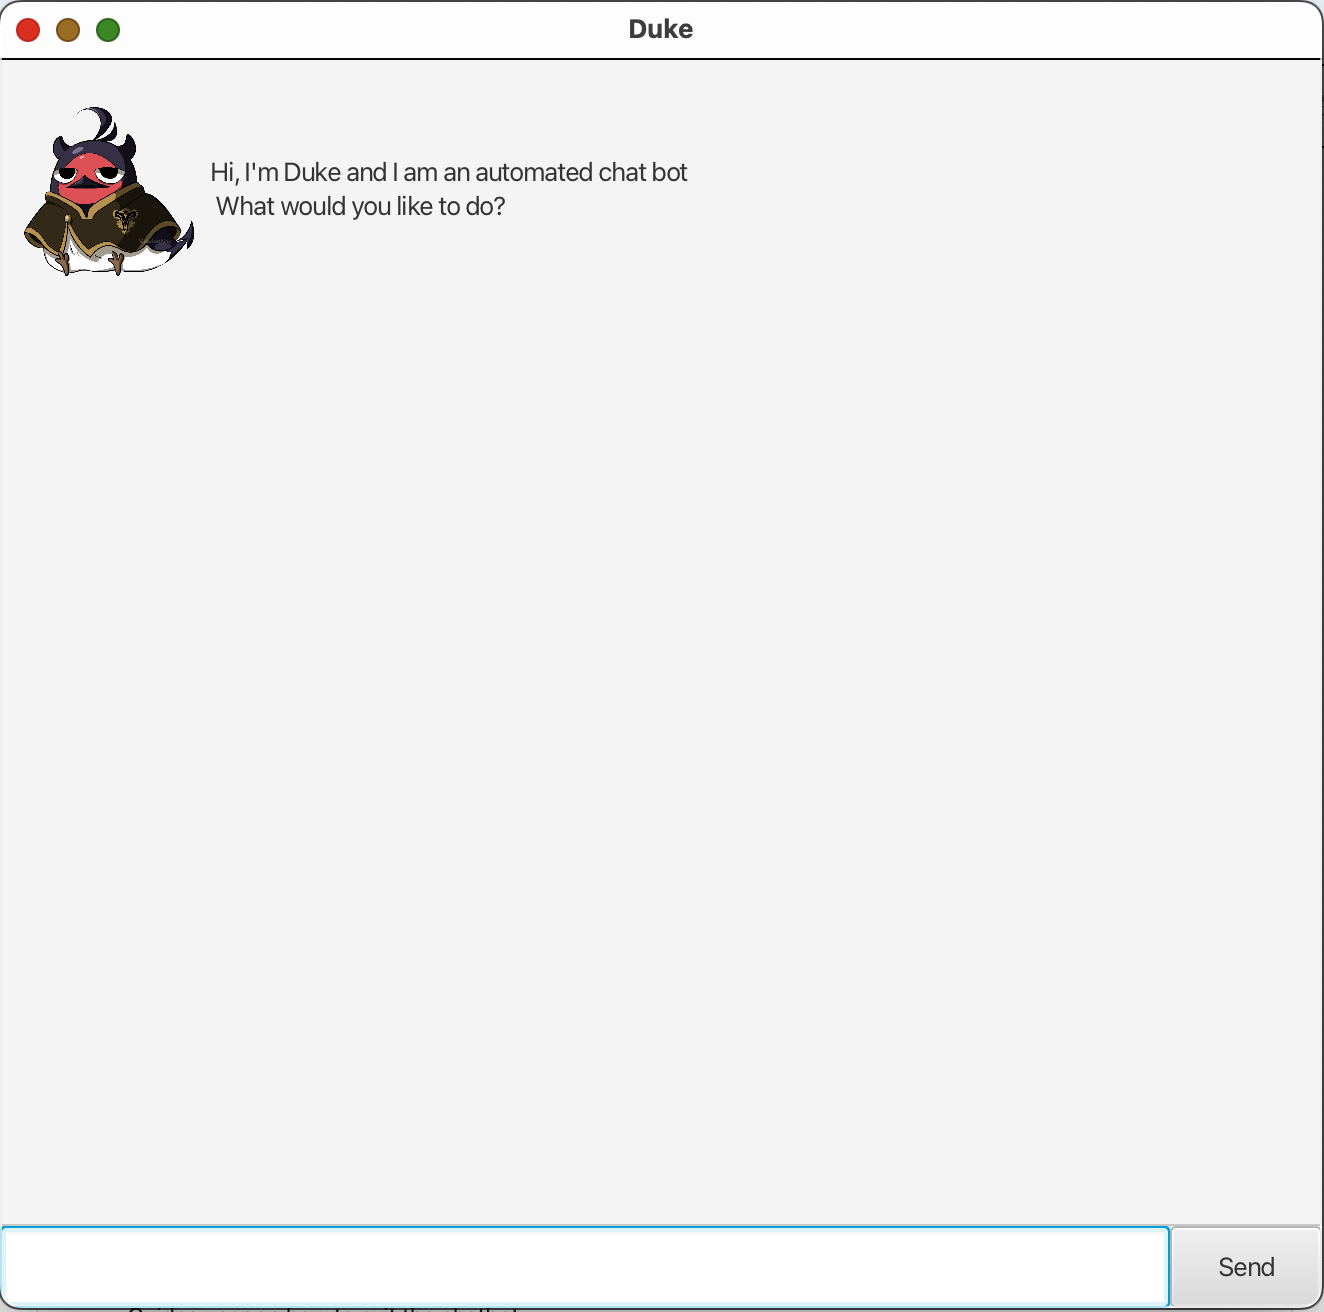 Duke
Hi, I'm Duke and I am an automated chat bot
What would you like to do?
Send